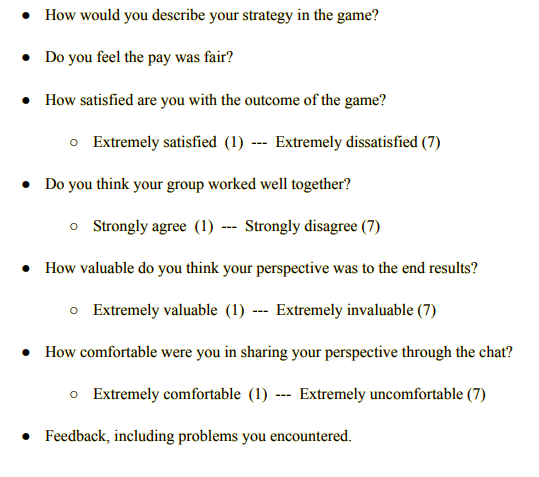 ● How would you describe your strategy in the game?
● Do you feel the pay was fair?
● How satisfied are you with the outcome of the game?
○ Extremely satisfied (1) --- Extremely dissatisfied (7)
● Do you think your group worked well together?
○ Strongly agree (1) --- Strongly disagree (7)
● How valuable do you think your perspective was to the end results?
○ Extremely valuable (1) --- Extremely invaluable (7)
● How comfortable were you in sharing your perspective through the chat?
○ Extremely comfortable (1) --- Extremely uncomfortable (7)
● Feedback, including problems you encountered.